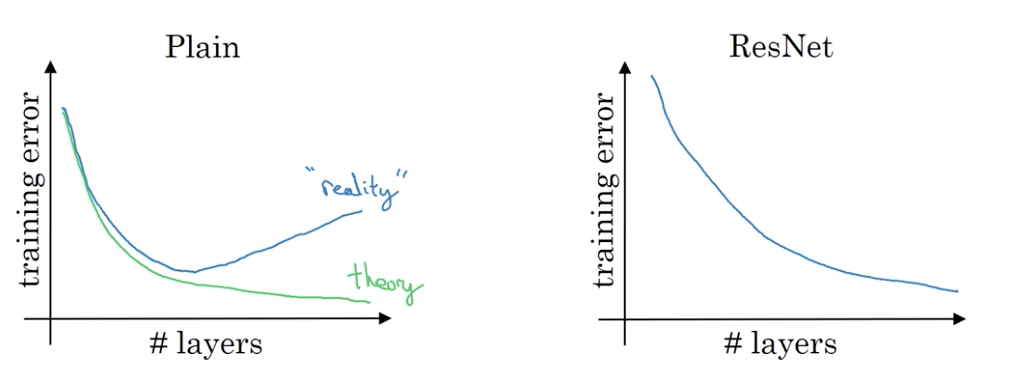 Plain
training error
"reality"
theory
# layers
ResNet
training error
# layers